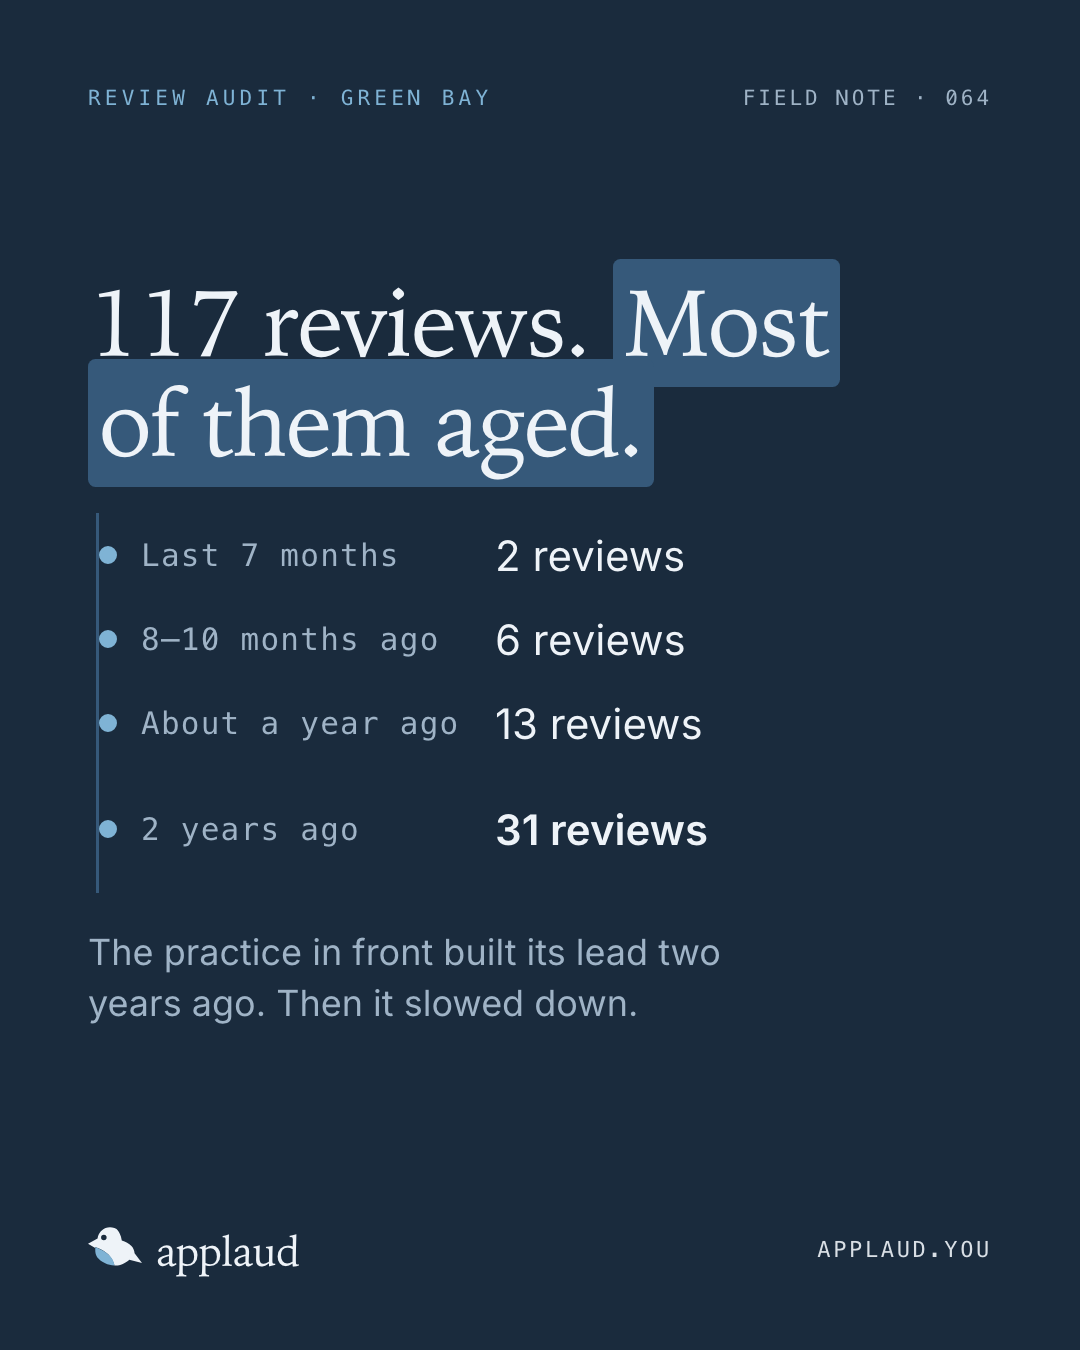 REVIEW AUDIT · GREEN BAY
FIELD NOTE · 064
117 reviews. Most
of them aged.
Last 7 months 2 reviews
8–10 months ago 6 reviews
About a year ago 13 reviews
2 years ago 31 reviews
The practice in front built its lead two
years ago. Then it slowed down.
applaud
APPLAUD.YOU